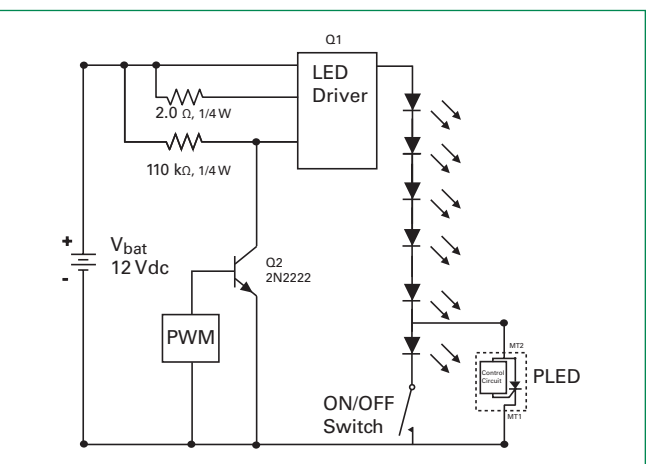 Q1
LED
Driver
2.0 Ω, 1/4 W
110 kΩ, 1/4 W
+
Vbat
12 Vdc
-
Q2
2N2222
PWM
MT2
Control
Circuit
PLED
MT1
ON/OFF
Switch